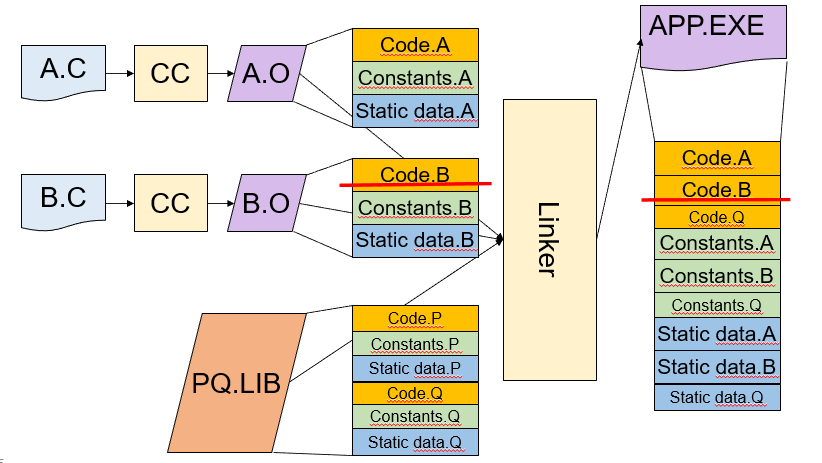 A.C
CC
A.O
Code.A
Constants.A
Static data.A
B.C
CC
B.O
Code.B
Constants.B
Static data.B
PQ.LIB
Code.P
Constants.P
Static data.P
Code.Q
Constants.Q
Static data.Q
Linker
APP.EXE
Code.A
Code.B
Code.Q
Constants.A
Constants.B
Constants.Q
Static data.A
Static data.B
Static data.Q